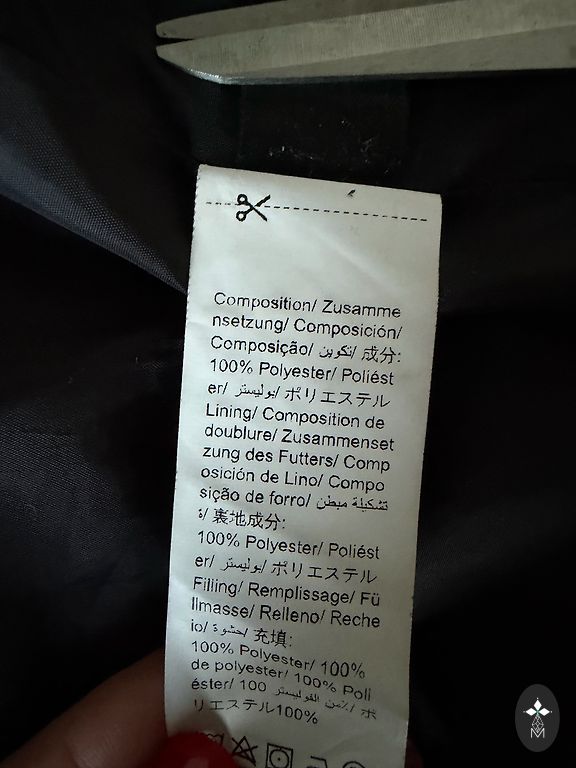 Composition/ Zusamme
nsetzung/ Composición/
Composição/ تكوين/ 成分:
100% Polyester/ Poliést
er/ بوليستر/ ポリエステル
Lining/ Composition de
doublure/ Zusammenset
zung des Futters/ Comp
osición de Lino/ Compo
sição de forro/ تشكيلة مبطن
ة/ 裏地成分:
100% Polyester/ Poliést
er/ بوليستر/ ポリエステル
Filling/ Remplissage/ Fü
llmasse/ Relleno/ Reche
io/ حشوة/ 充填:
100% Polyester/ 100%
de polyester/ 100% Poli
éster/ 100 ٪من البوليستر/ ポ
リエステル100%
M